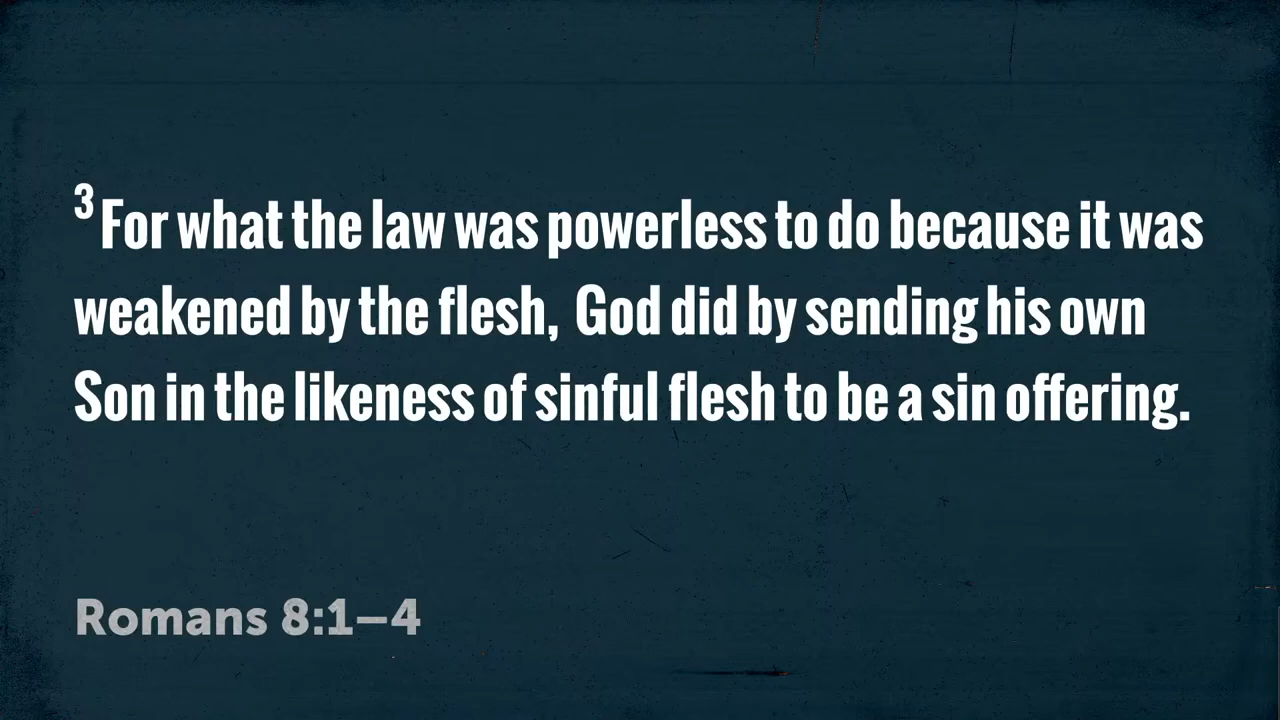 3 For what the law was powerless to do because it was
weakened by the flesh, God did by sending his own
Son in the likeness of sinful flesh to be a sin offering.
Romans 8:1–4